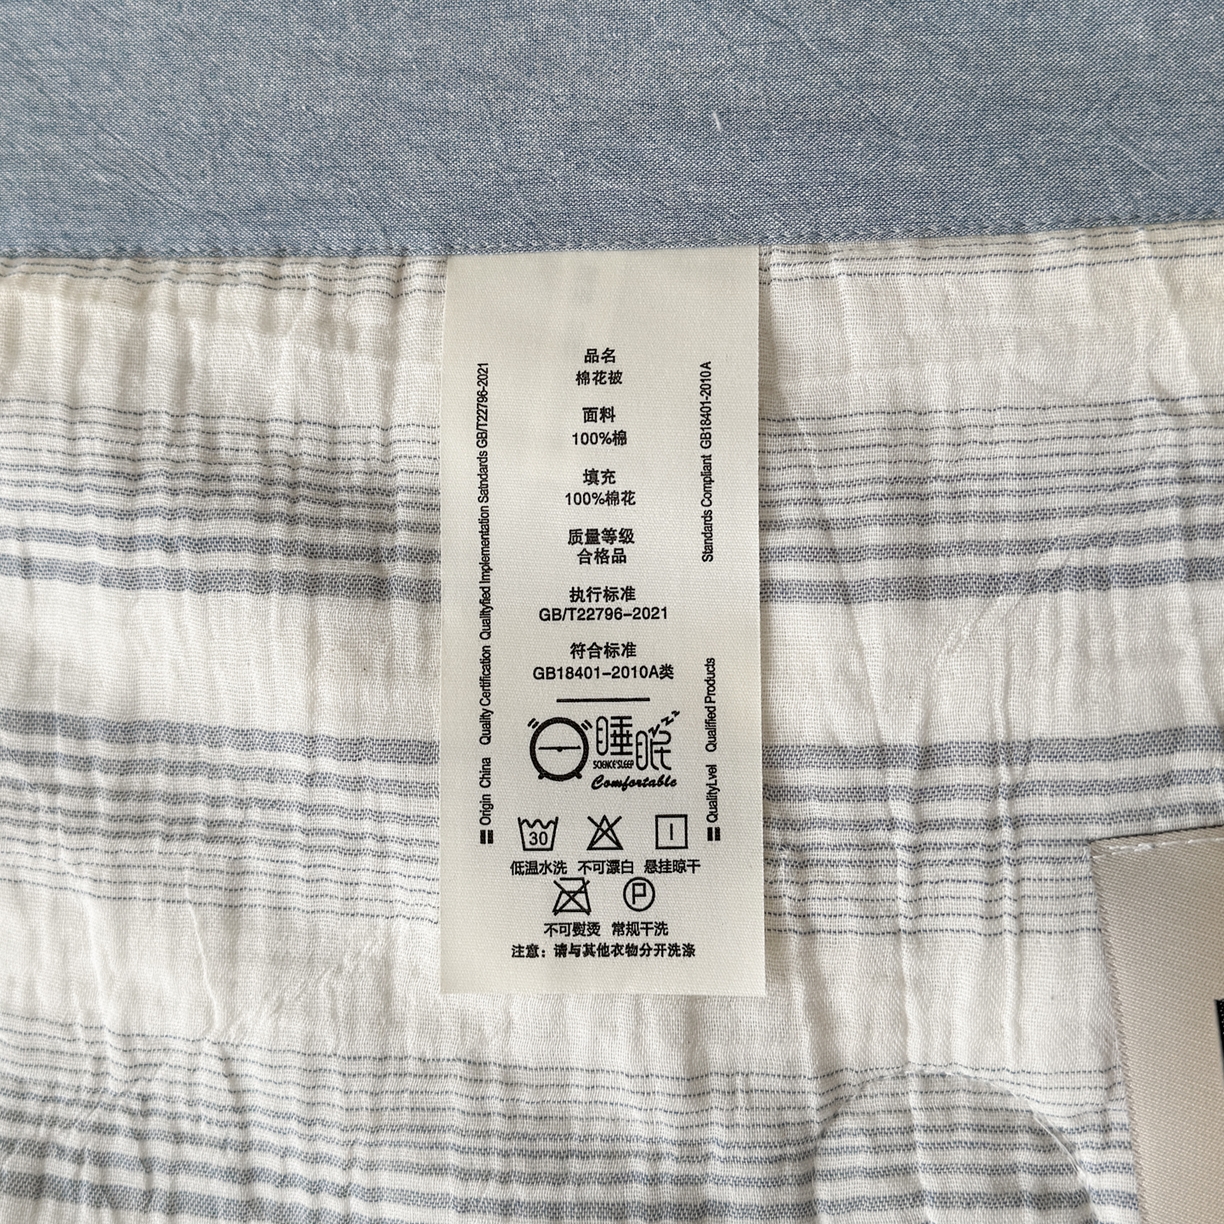 品名
棉花被
面料
100%棉
填充
100%棉花
质量等级
合格品
执行标准
GB/T22796-2021
符合标准
GB18401-2010A类
睡眠
SCIENCE'SLEEP
Comfortable
30
低温水洗 不可漂白 悬挂晾干
P
不可熨烫 常规干洗
注意：请与其他衣物分开洗涤
Origin China Quality Certification Qualityfied Implementation Satndards GB/T22796-2021
QualityLvel Qualified Products Standards Compliant GB18401-2010A